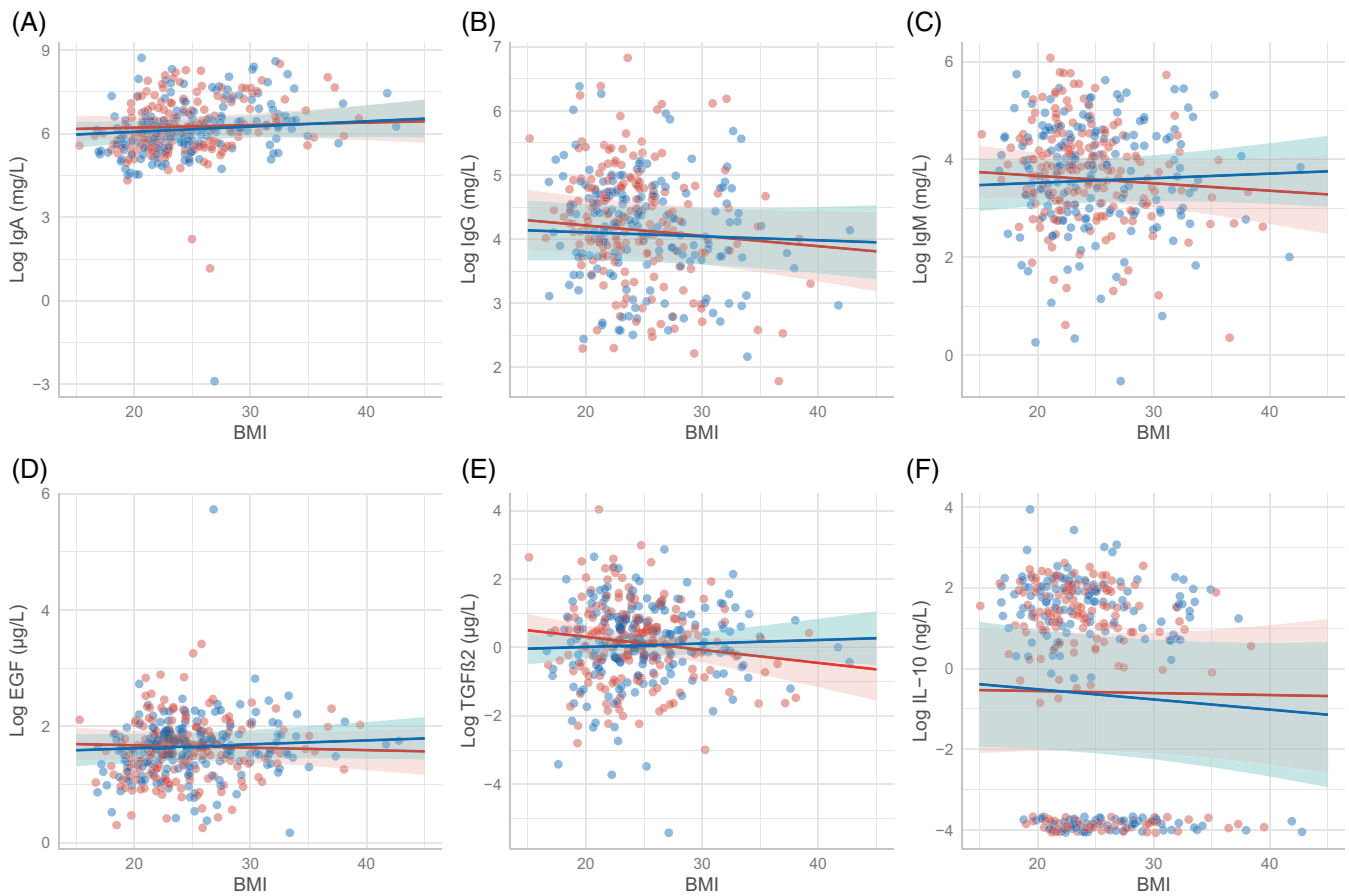 (A)
9
6
3
0
−3
20
30
40
Log IgA (mg/L)
BMI
(B)
7
6
5
4
3
2
20
30
40
Log IgG (mg/L)
BMI
(C)
6
4
2
0
20
30
40
Log IgM (mg/L)
BMI
(D)
6
4
2
0
20
30
40
Log EGF (µg/L)
BMI
(E)
4
2
0
−2
−4
20
30
40
Log TGFß2 (µg/L)
BMI
(F)
4
2
0
−2
−4
20
30
40
Log IL−10 (ng/L)
BMI